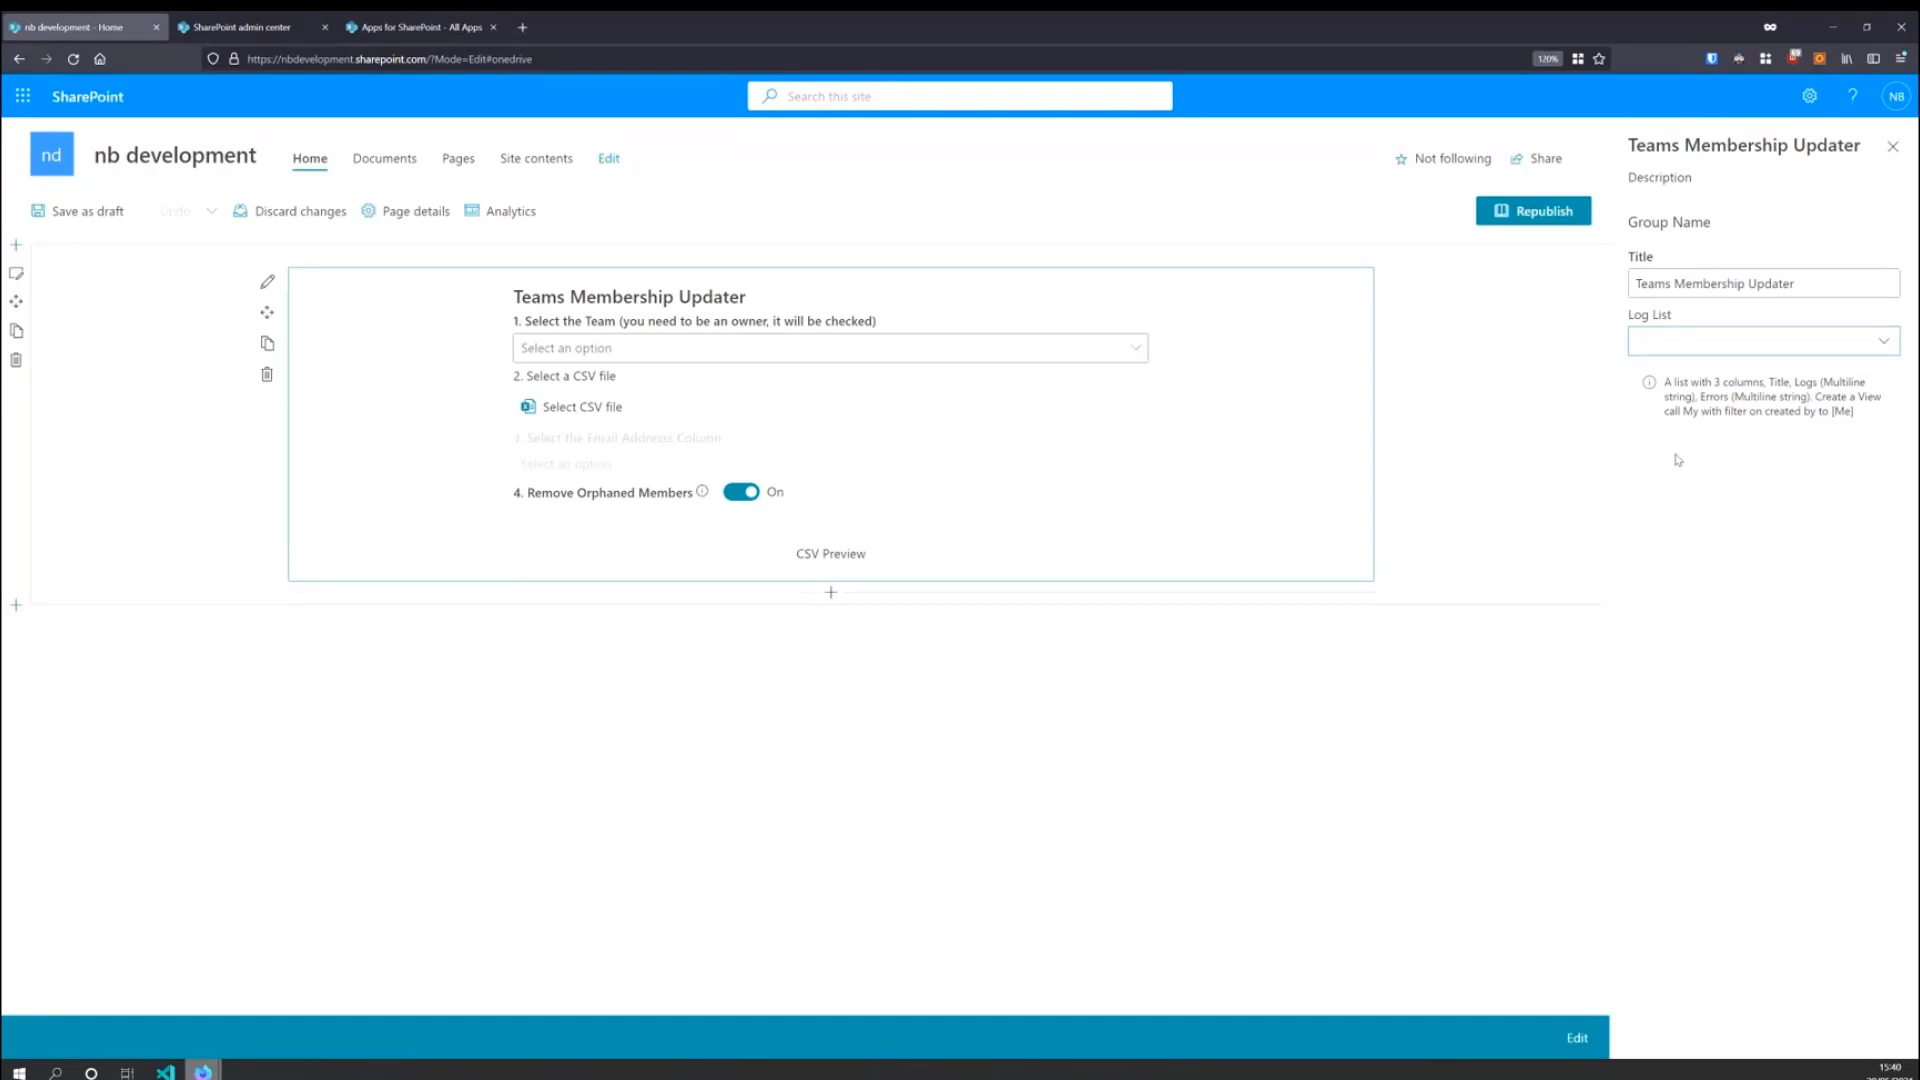 nb development - Home
SharePoint admin center
Apps for SharePoint - All Apps
https://nbdevelopment.sharepoint.com/?Mode=Edit#onedrive
120%
69
SharePoint
Search this site
?
NB
nd
nb development
Home
Documents
Pages
Site contents
Edit
Not following
Share
Save as draft
Undo
Discard changes
Page details
Analytics
Republish
Teams Membership Updater
1. Select the Team (you need to be an owner, it will be checked)
Select an option
2. Select a CSV file
Select CSV file
3. Select the Email Addresss Column
Select an option
4. Remove Orphaned Members
On
CSV Preview
Teams Membership Updater
Description
Group Name
Title
Teams Membership Updater
Log List
A list with 3 columns, Title, Logs (Multiline
string), Errors (Multiline string). Create a View
call My with filter on created by to [Me]
Edit
15:40